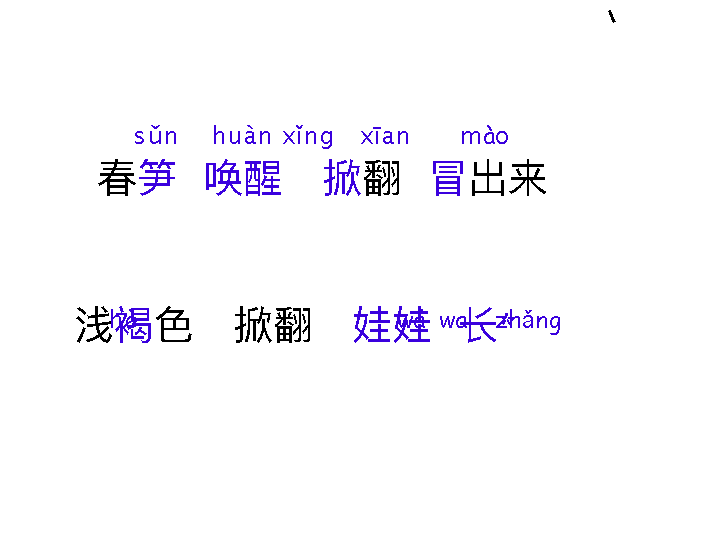 sǔn huàn xǐng xīan mào
春笋 唤醒 掀翻 冒出来
浅褐色 掀翻 娃娃 长
wɑ zhǎng